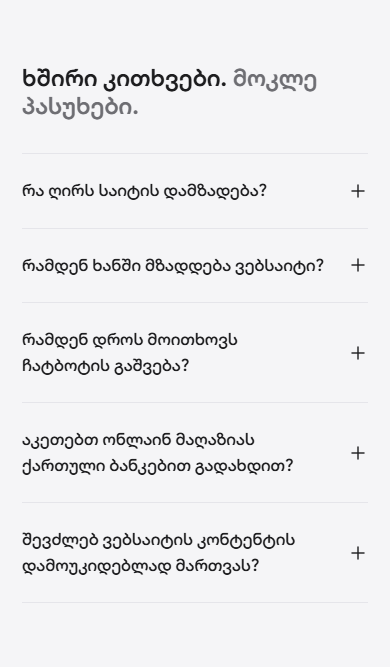 ხშირი კითხვები. მოკლე
პასუხები.
რა ღირს საიტის დამზადება?
რამდენ ხანში მზადდება ვებსაიტი?
რამდენ დროს მოითხოვს
ჩატბოტის გაშვება?
აკეთებთ ონლაინ მაღაზიას
ქართული ბანკებით გადახდით?
შევძლებ ვებსაიტის კონტენტის
დამოუკიდებლად მართვას?